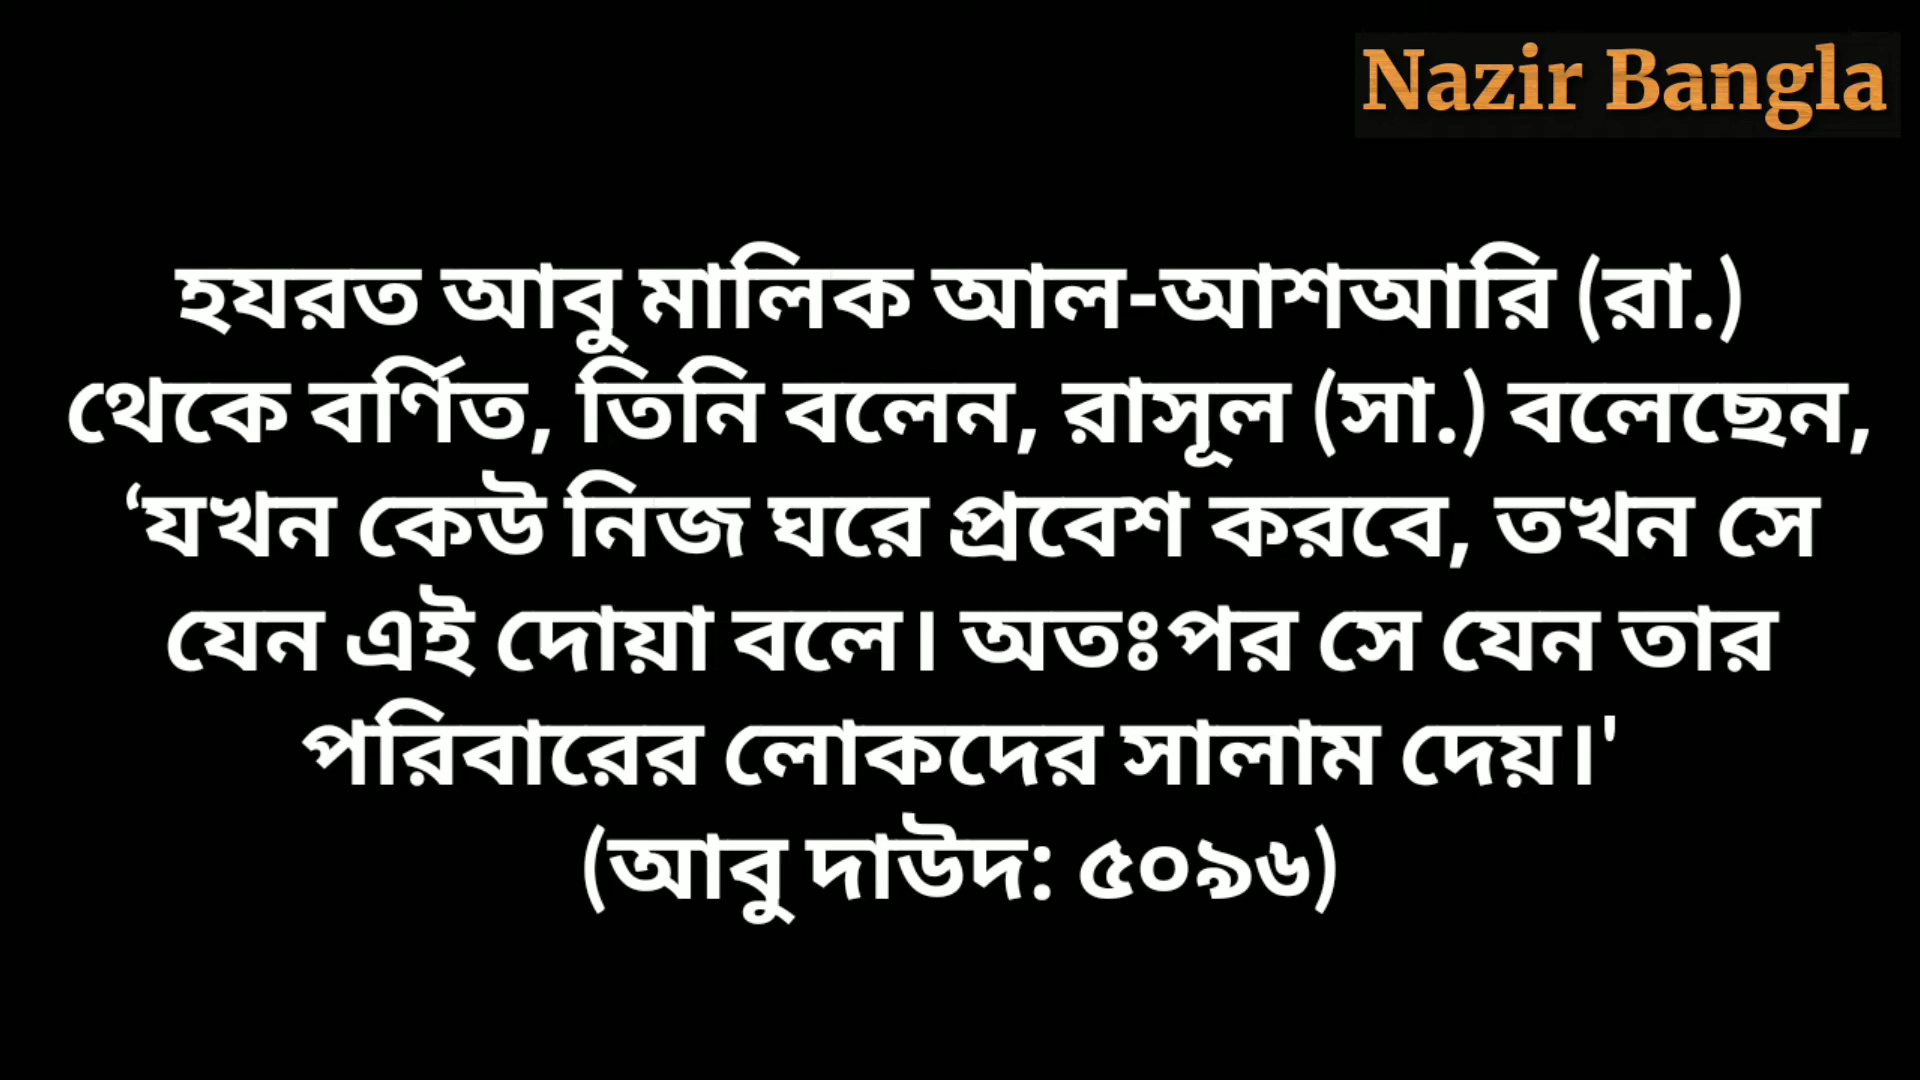 Nazir Bangla
হযরত আবু মালিক আল-আশআরি (রা.)
থেকে বর্ণিত, তিনি বলেন, রাসূল (সা.) বলেছেন,
‘যখন কেউ নিজ ঘরে প্রবেশ করবে, তখন সে
যেন এই দোয়া বলে। অতঃপর সে যেন তার
পরিবারের লোকদের সালাম দেয়।'
(আবু দাউদ: ৫০৯৬)